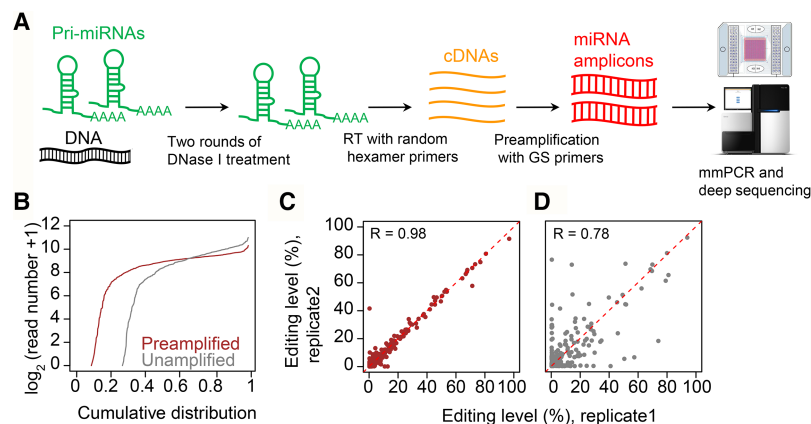 A
Pri-miRNAs
AAAA
AAAA
DNA
Two rounds of
DNase I treatment
AAAA
AAAA
RT with random
hexamer primers
cDNAs
Preamplification
with GS primers
miRNA
amplicons
mmPCR and
deep sequencing
B
log2 (read number +1)
12
10
8
6
4
2
0
Preamplified
Unamplified
0
0.2
0.4
0.6
0.8
1
Cumulative distribution
C
Editing level (%),
replicate2
100
80
60
40
20
0
R = 0.98
0
20
40
60
80
100
D
R = 0.78
0
20
40
60
80
100
Editing level (%), replicate1